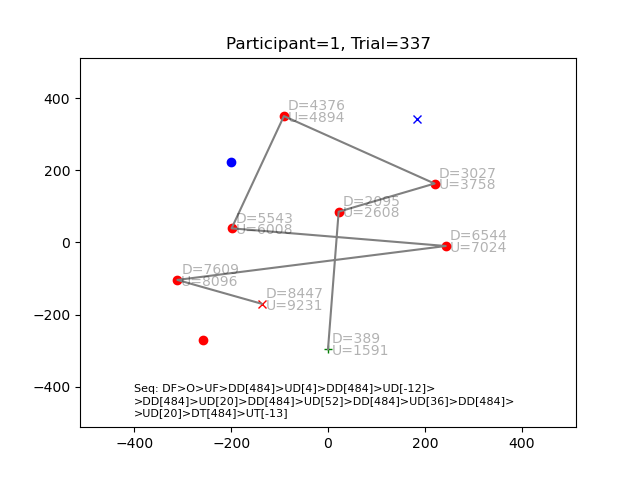 Participant=1, Trial=337
400
200
0
−200
−400
−400
−200
0
200
400
D=4376
U=4894
D=3027
U=3758
D=2095
U=2608
D=5543
U=6008
D=6544
U=7024
D=7609
U=8096
D=8447
U=9231
D=389
U=1591
Seq: DF>O>UF>DD[484]>UD[4]>DD[484]>UD[-12]>
>DD[484]>UD[20]>DD[484]>UD[52]>DD[484]>UD[36]>DD[484]>
>UD[20]>DT[484]>UT[-13]